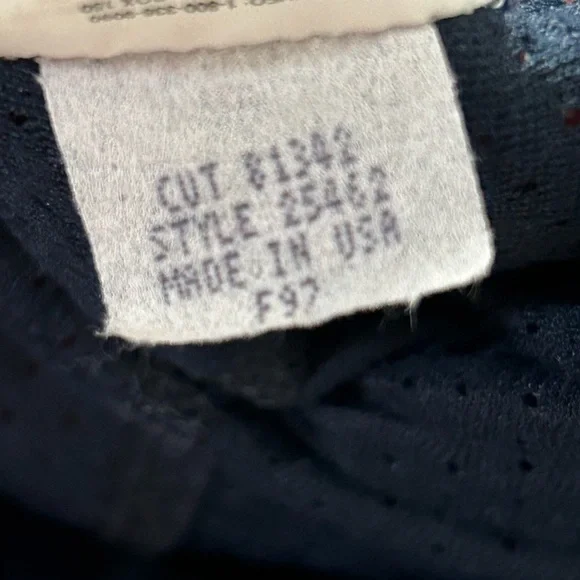 CUT 81342
STYLE 25462
MADE IN USA
F97